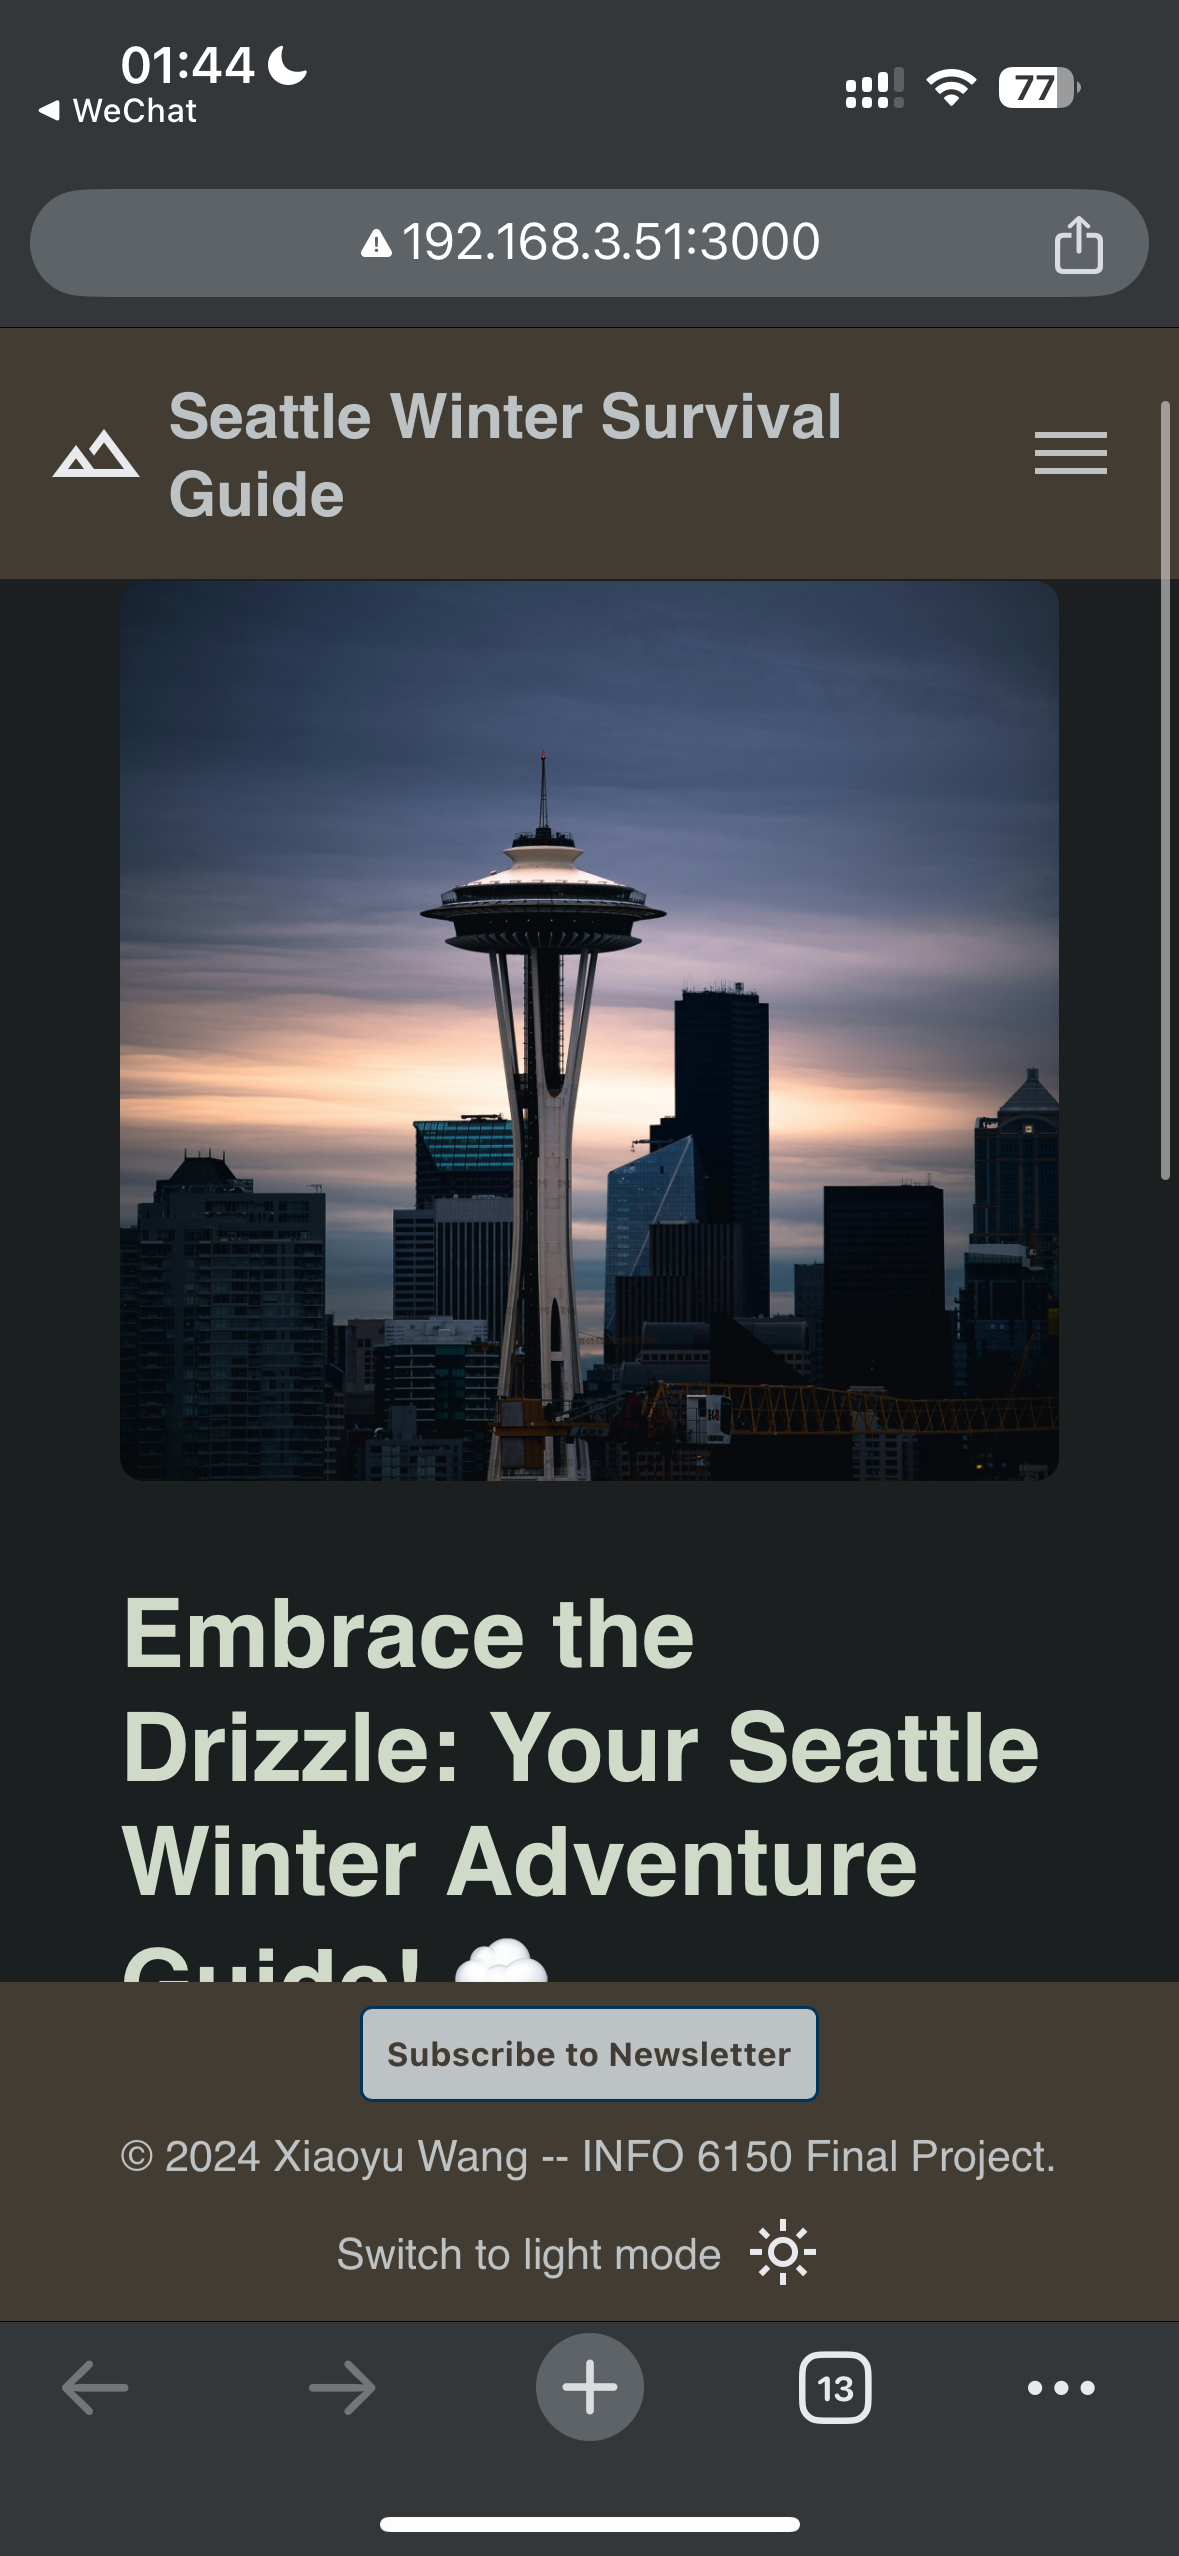 01:44
WeChat
77
192.168.3.51:3000
Seattle Winter Survival
Guide
Embrace the
Drizzle: Your Seattle
Winter Adventure
Guide!
Subscribe to Newsletter
© 2024 Xiaoyu Wang -- INFO 6150 Final Project.
Switch to light mode
13